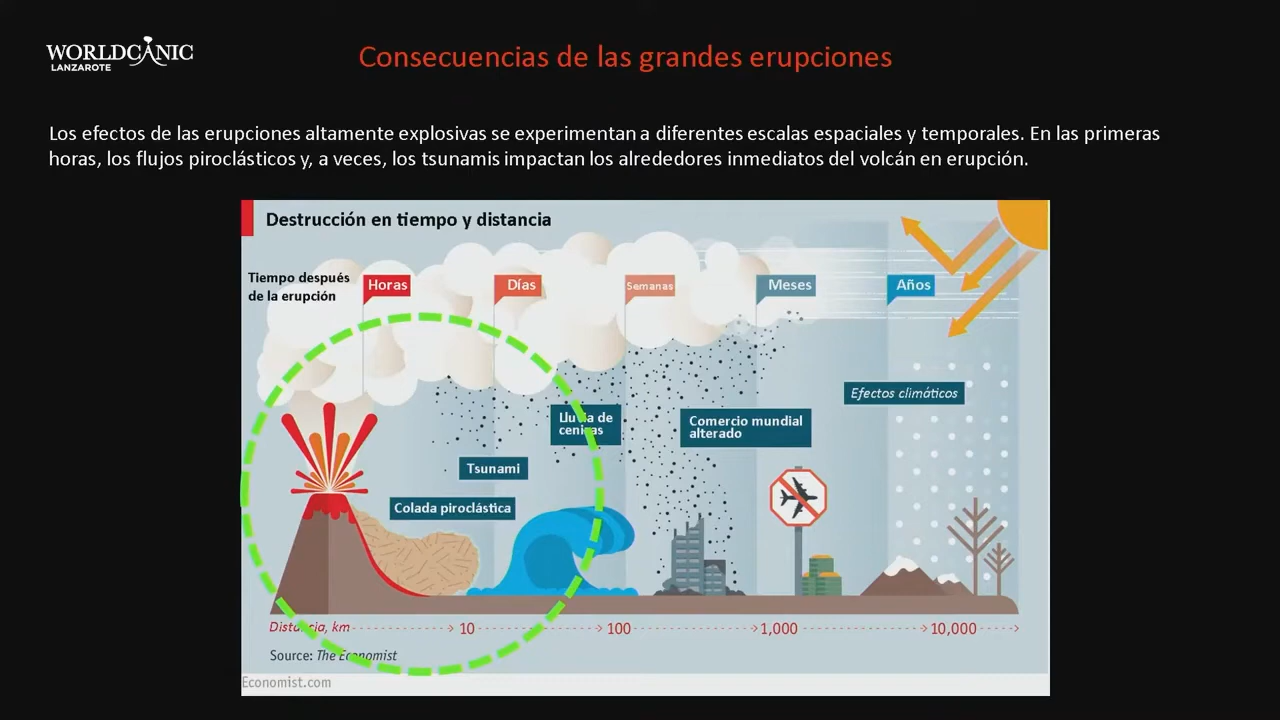 WORLDCANIC
LANZAROTE
Consecuencias de las grandes erupciones
Los efectos de las erupciones altamente explosivas se experimentan a diferentes escalas espaciales y temporales. En las primeras
horas, los flujos piroclásticos y, a veces, los tsunamis impactan los alrededores inmediatos del volcán en erupción.
Destrucción en tiempo y distancia
Tiempo después
de la erupción
Horas
Días
Semanas
Meses
Años
Efectos climáticos
Lluvia de
cenizas
Comercio mundial
alterado
Tsunami
Colada piroclástica
Distancia, km
10
100
1,000
10,000
Source: The Economist
Economist.com